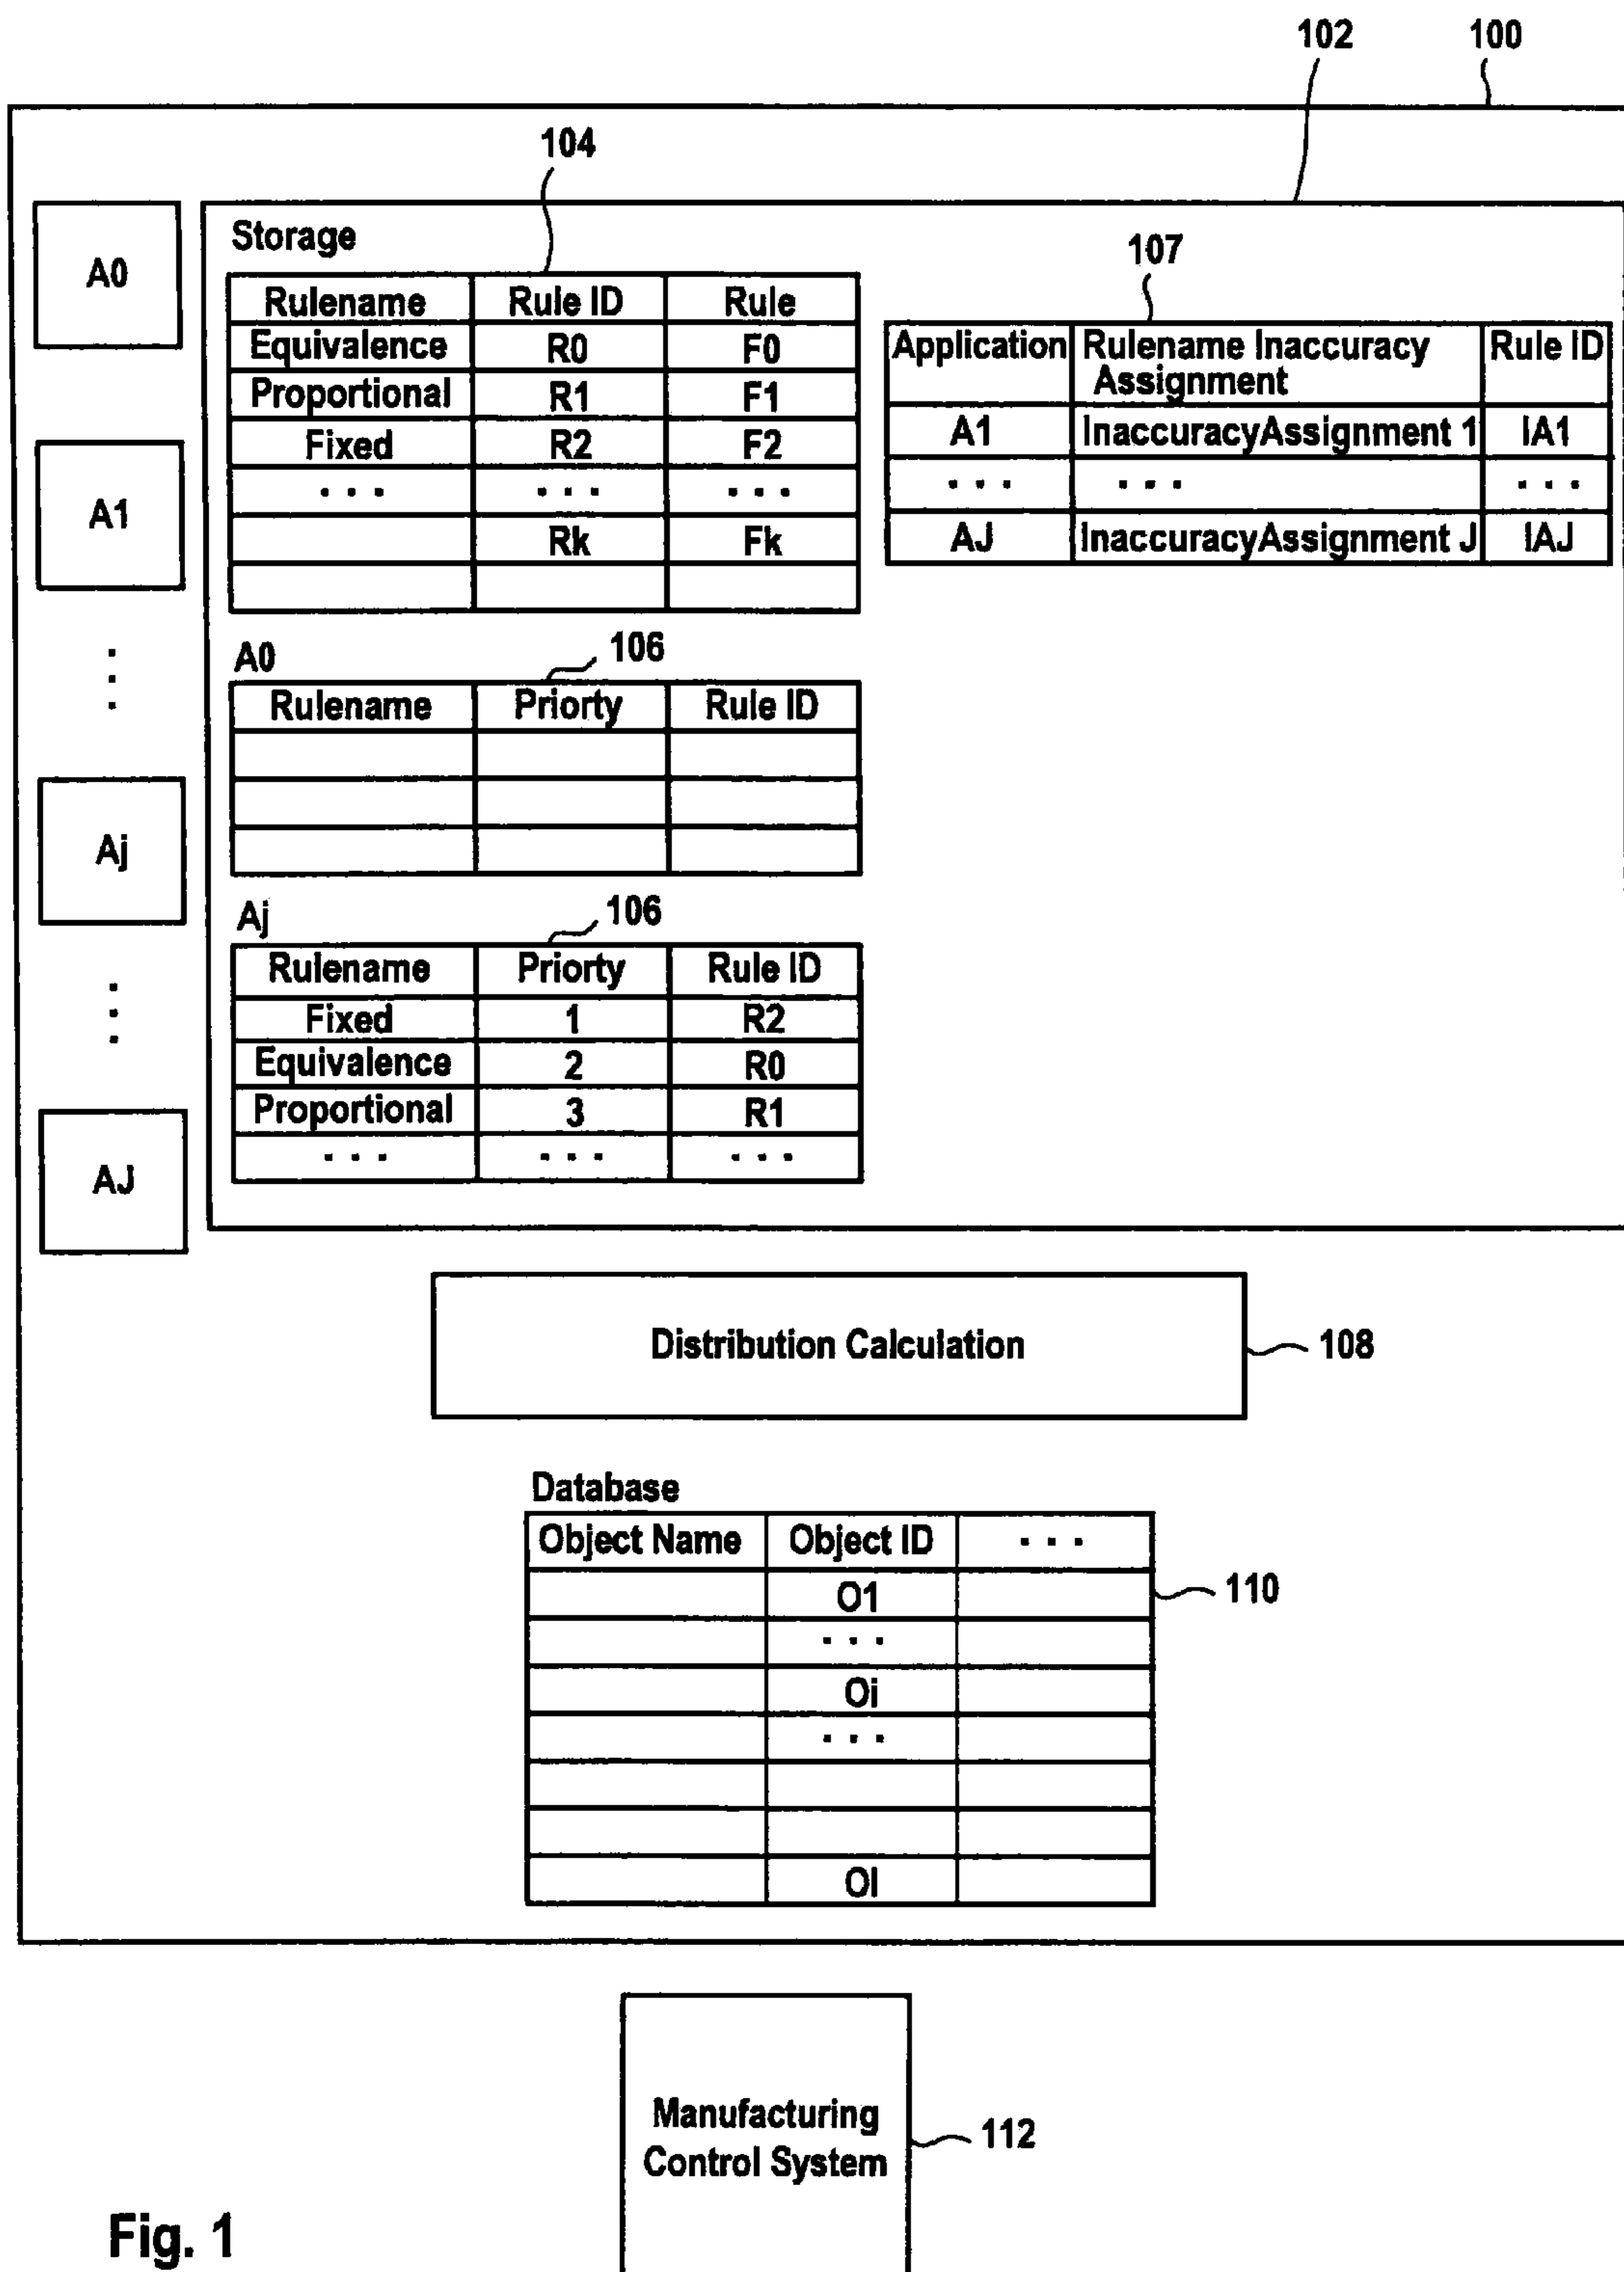 102 100
104
A0
A1
. . .
Aj
. . .
AJ
Storage
Rulename Rule ID Rule
Equivalence R0 F0
Proportional R1 F1
Fixed R2 F2
. . . . . . . . .
Rk Fk
107
Application Rulename Inaccuracy Rule ID
Assignment
A1 InaccuracyAssignment 1 IA1
. . . . . . . . .
AJ InaccuracyAssignment J IAJ
A0 106
Rulename Priorty Rule ID
Aj 106
Rulename Priorty Rule ID
Fixed 1 R2
Equivalence 2 R0
Proportional 3 R1
. . . . . . . . .
Distribution Calculation 108
Database
Object Name Object ID . . .
O1 110
. . .
Oi
. . .
OI
Manufacturing
Control System 112
Fig. 1